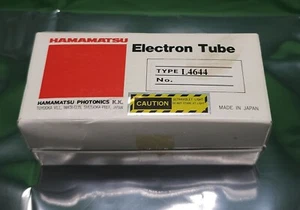 HAMAMATSU
Electron Tube
TYPE L4644
No.
HAMAMATSU PHOTONICS K.K.
CAUTION
MADE IN JAPAN